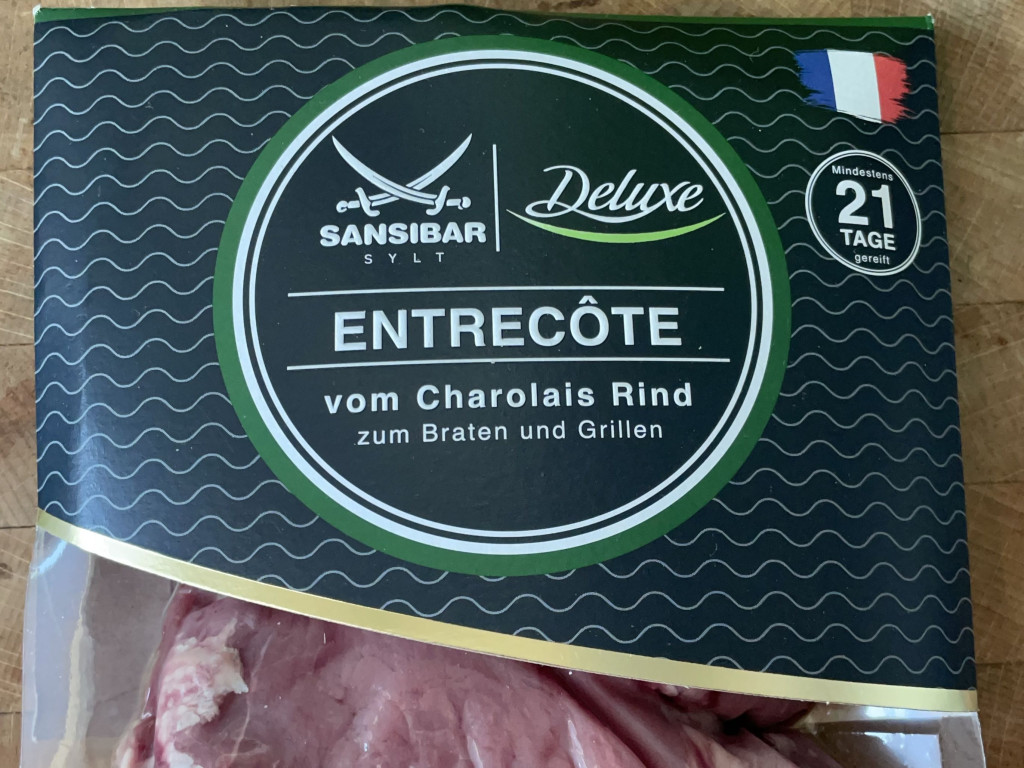 SANSIBAR
SYLT
Deluxe
ENTRECÔTE
vom Charolais Rind
zum Braten und Grillen
Mindestens
21
TAGE
gereift